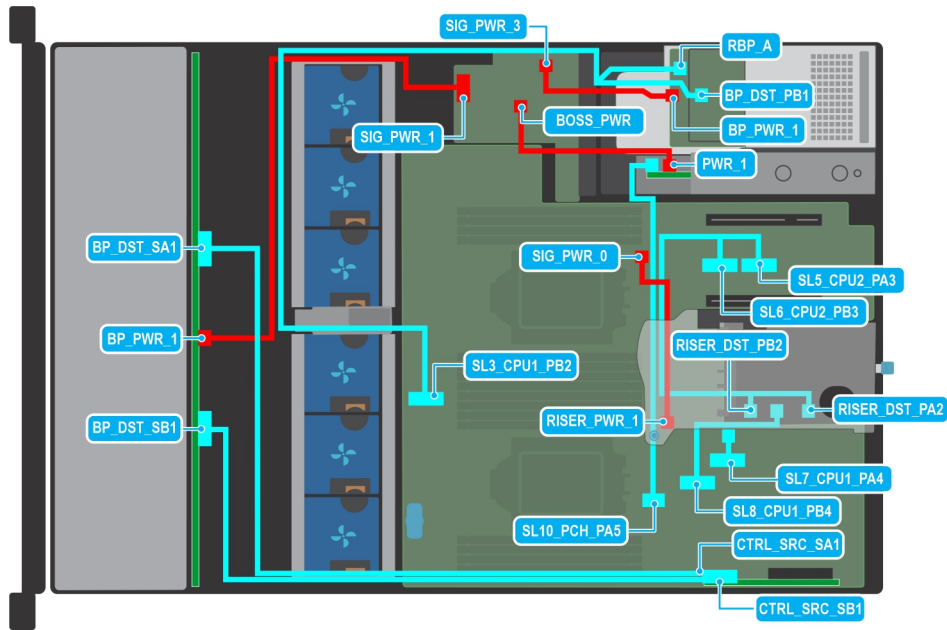 SIG_PWR_3
RBP_A
BP_DST_PB1
BOSS_PWR
SIG_PWR_1
BP_PWR_1
PWR_1
BP_DST_SA1
SIG_PWR_0
SL5_CPU2_PA3
SL6_CPU2_PB3
BP_PWR_1
RISER_DST_PB2
SL3_CPU1_PB2
RISER_DST_PA2
RISER_PWR_1
BP_DST_SB1
SL7_CPU1_PA4
SL8_CPU1_PB4
SL10_PCH_PA5
CTRL_SRC_SA1
CTRL_SRC_SB1